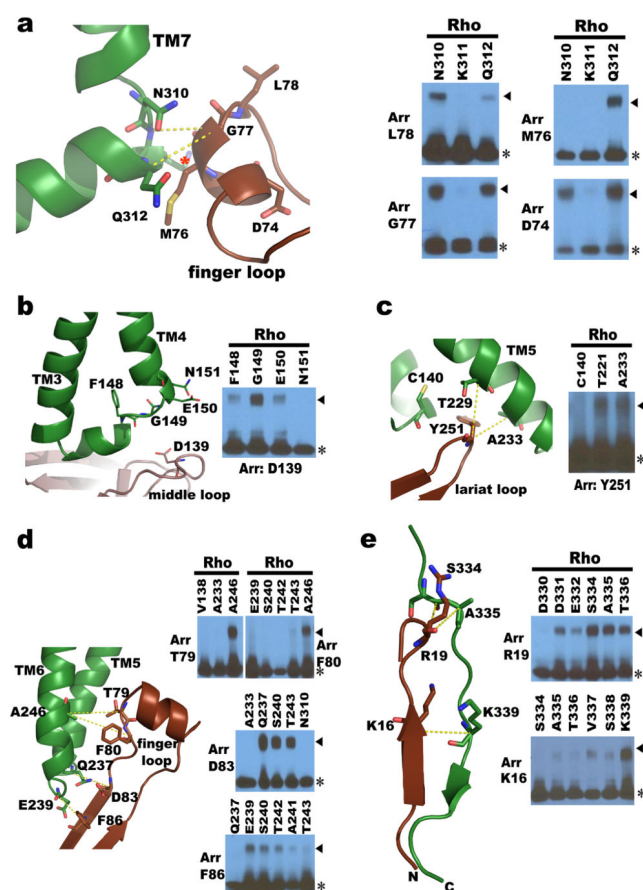 a
TM7
N310
L78
G77
*
Q312
M76
D74
finger loop
Rho
N310 K311 Q312
Arr L78
*
Arr G77
*
Rho
N310 K311 Q312
Arr M76
*
Arr D74
*
b
TM4
TM3
F148
N151
E150
G149
D139
middle loop
Rho
F148 G149 E150 N151
*
Arr: D139
c
TM5
C140
T229
Y251
A233
lariat loop
Rho
C140 T221 A233
*
Arr: Y251
d
TM6
TM5
T79
A246
F80
finger loop
Q237
D83
E239
F86
Rho
V138 A233 A246
Arr T79
Rho
E239 S240 T242 T243 A246
Arr F80
*
A233 Q237 S240 T243 N310
Arr D83
*
Q237 E239 S240 T242 A241 T243
Arr F86
*
e
S334
A335
R19
K339
K16
N
C
Rho
D330 D331 E332 S334 A335 T336
Arr R19
*
S334 A335 T336 V337 S338 K339
Arr K16
*